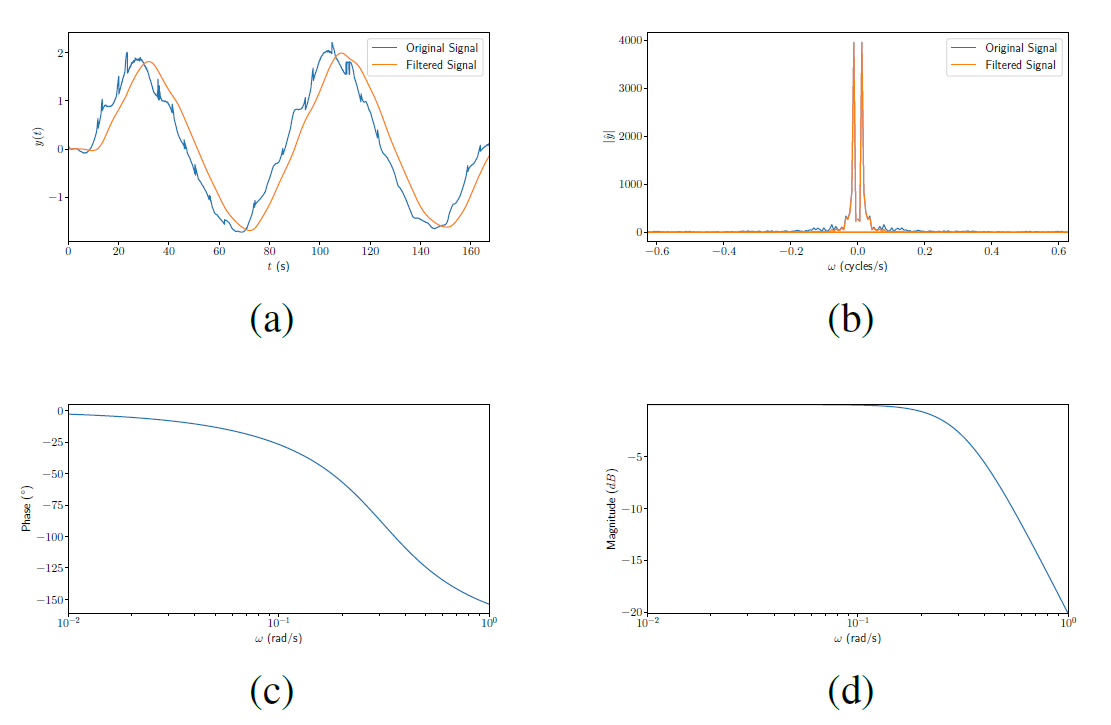 2
1
0
−1
y(t)
0 20 40 60 80 100 120 140 160
t (s)
Original Signal
Filtered Signal
(a)
4000
3000
2000
1000
0
|ŷ|
−0.6 −0.4 −0.2 0.0 0.2 0.4 0.6
ω (cycles/s)
Original Signal
Filtered Signal
(b)
0
−25
−50
−75
−100
−125
−150
Phase (°)
10⁻² 10⁻¹ 10⁰
ω (rad/s)
(c)
−5
−10
−15
−20
Magnitude (dB)
10⁻² 10⁻¹ 10⁰
ω (rad/s)
(d)